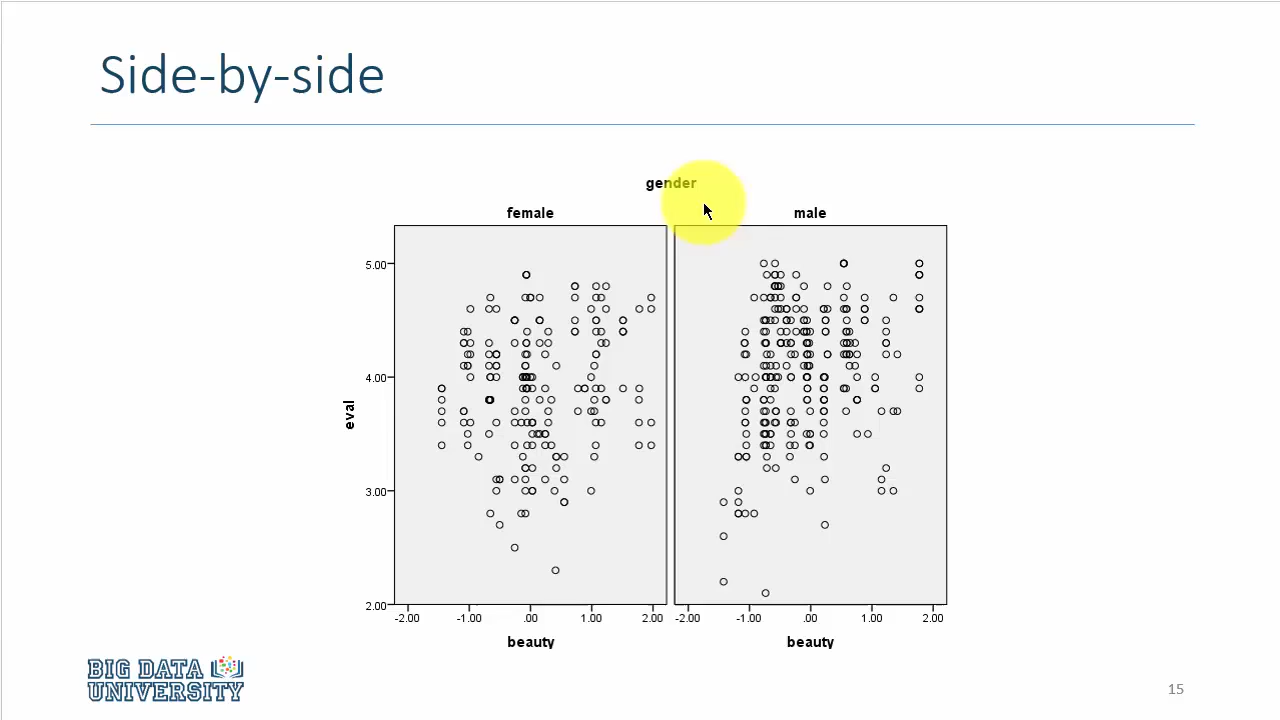 Side-by-side
gender
female
male
5.00
4.00
3.00
2.00
eval
-2.00 -1.00 .00 1.00 2.00
-2.00 -1.00 .00 1.00 2.00
beauty
beauty
BIG DATA
UNIVERSITY
15